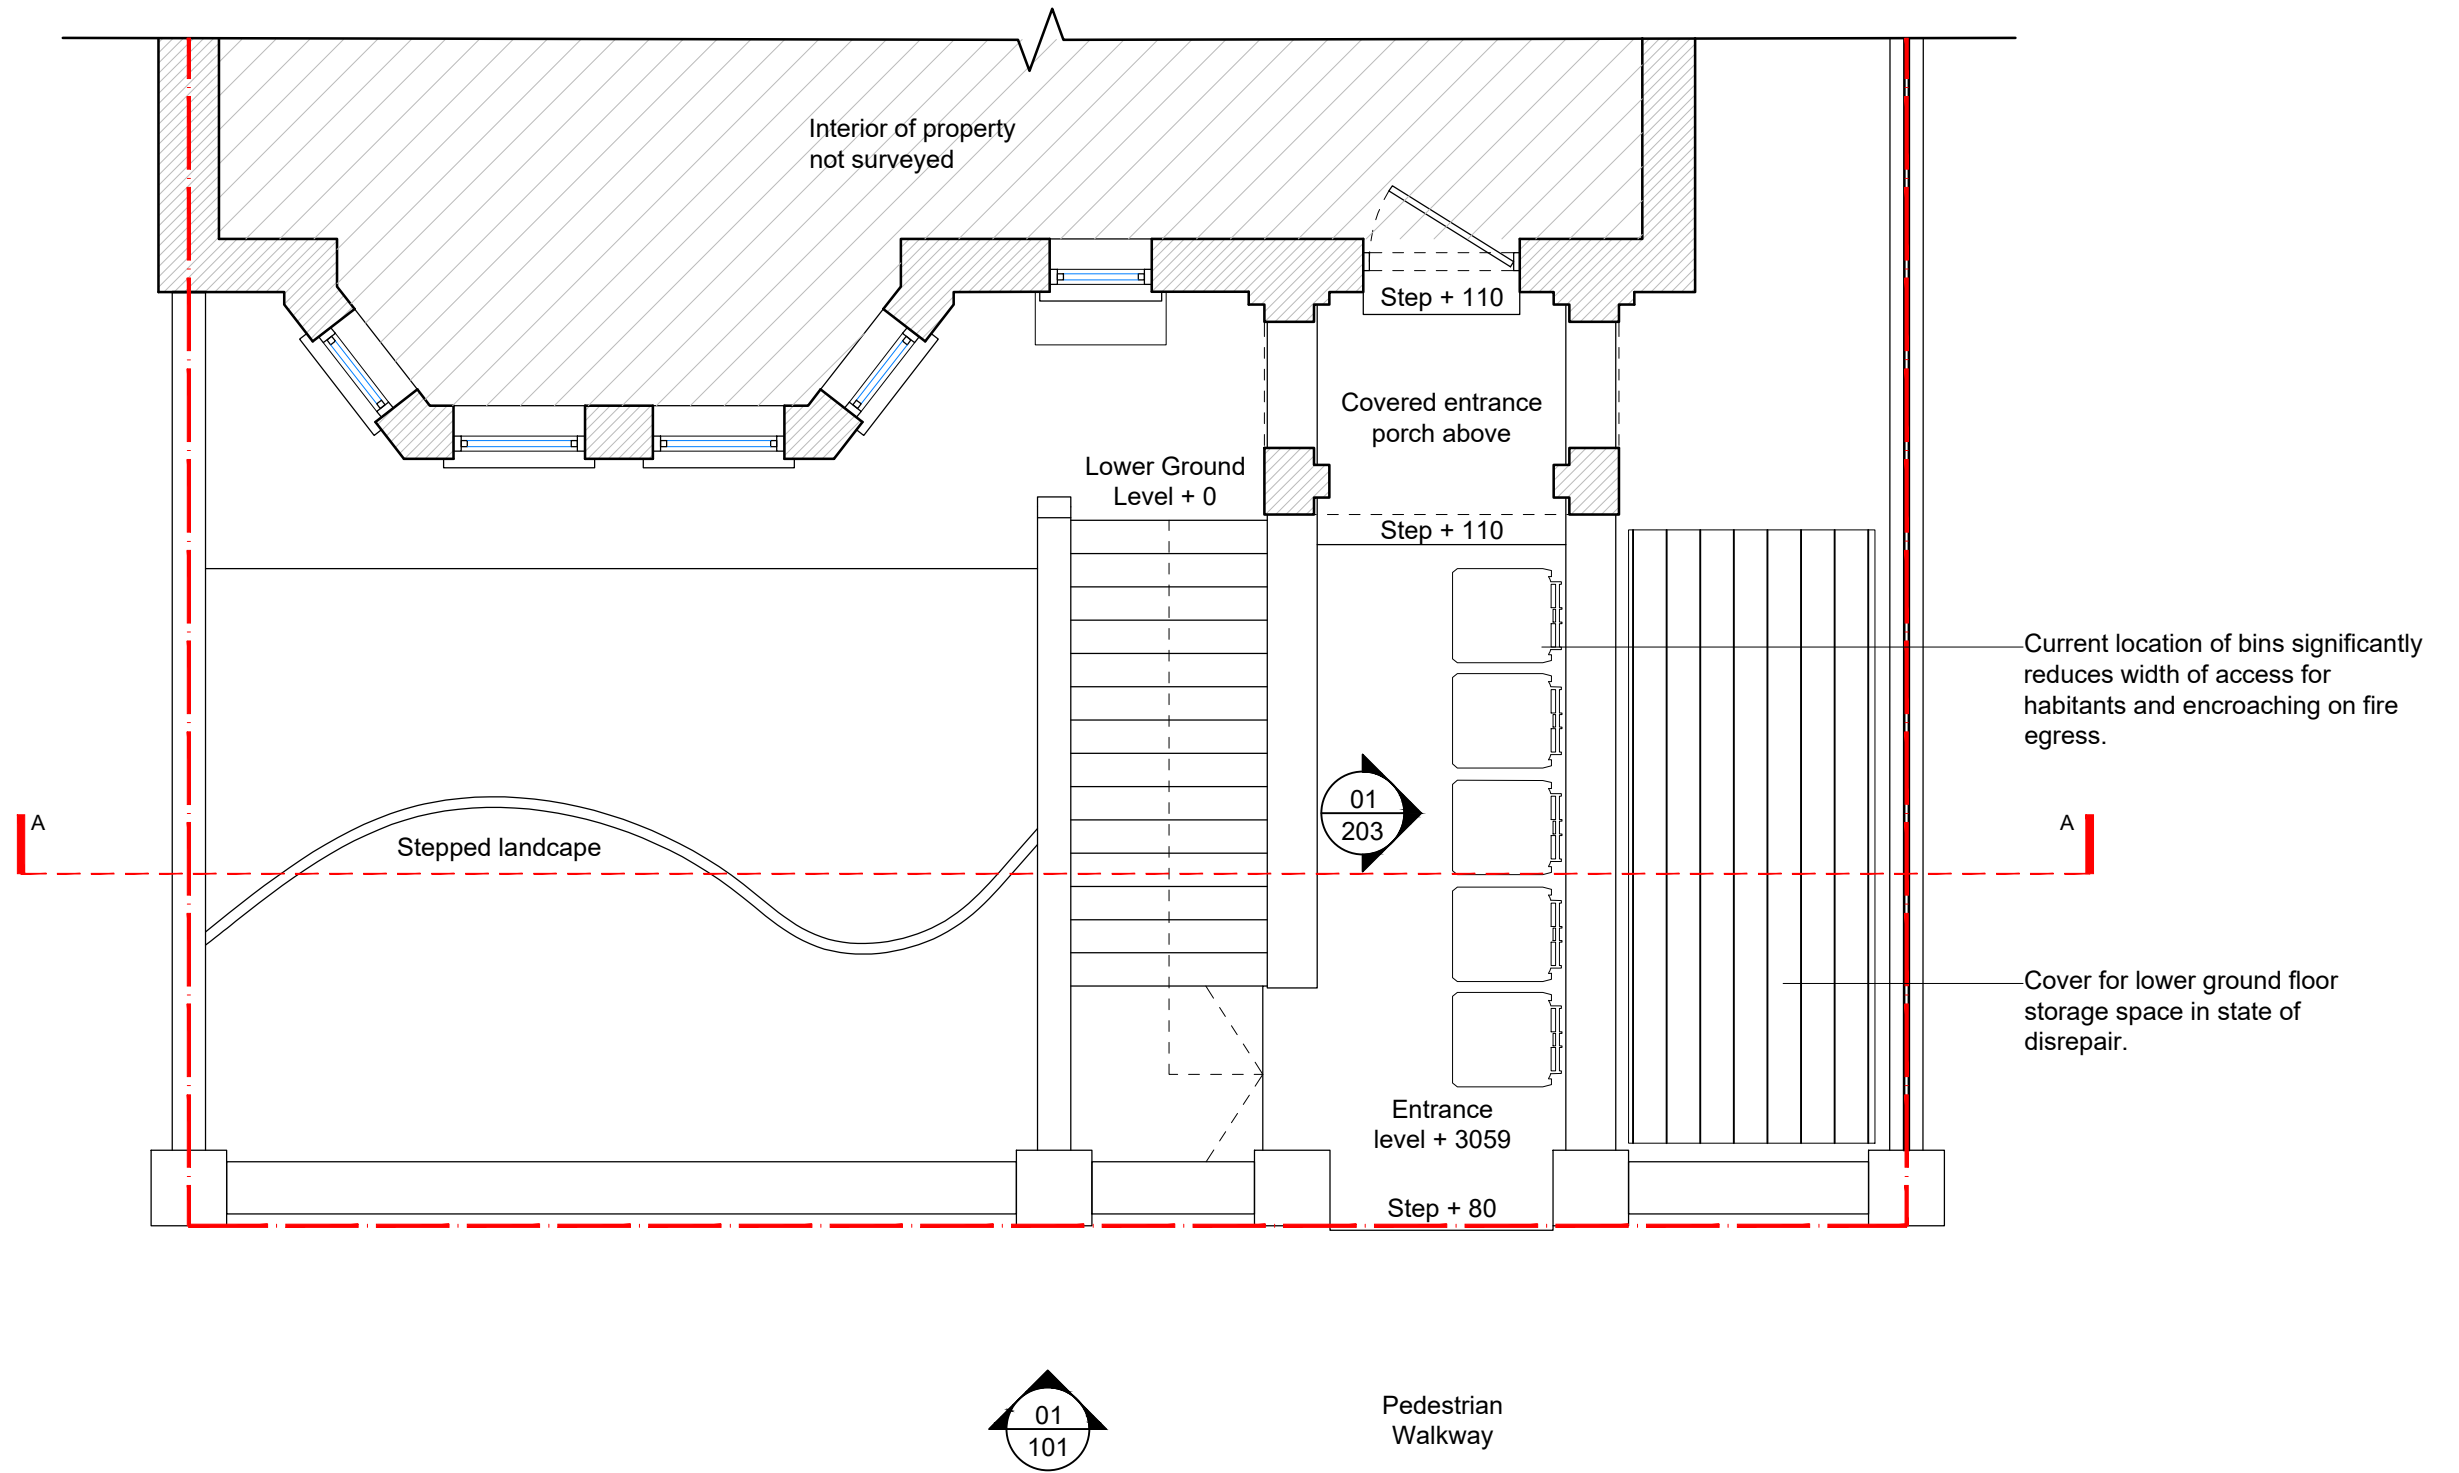 Interior of property
not surveyed
Step + 110
Covered entrance
porch above
Lower Ground
Level + 0
Step + 110
Current location of bins significantly
reduces width of access for
habitants and encroaching on fire
egress.
A
Stepped landcape
01
203
A
Cover for lower ground floor
storage space in state of
disrepair.
Entrance
level + 3059
Step + 80
01
101
Pedestrian
Walkway